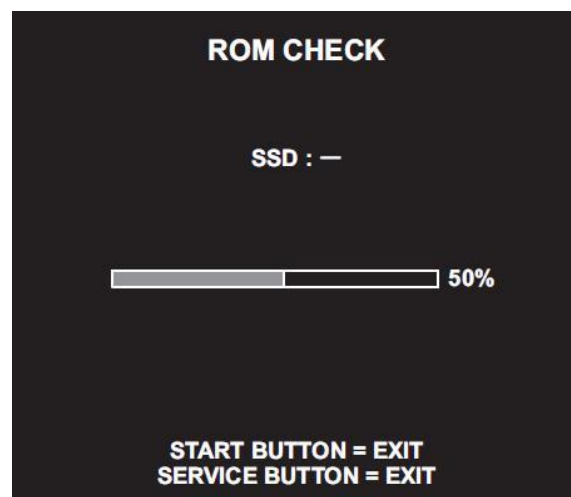 ROM CHECK
SSD : —
50%
START BUTTON = EXIT
SERVICE BUTTON = EXIT